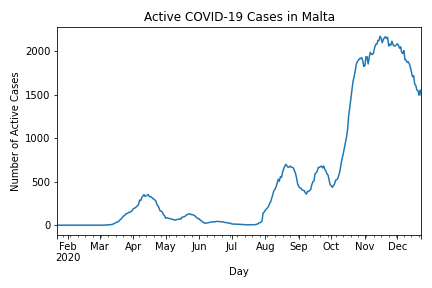 Active COVID-19 Cases in Malta
Number of Active Cases
2000
1500
1000
500
0
Feb Mar Apr May Jun Jul Aug Sep Oct Nov Dec
2020
Day